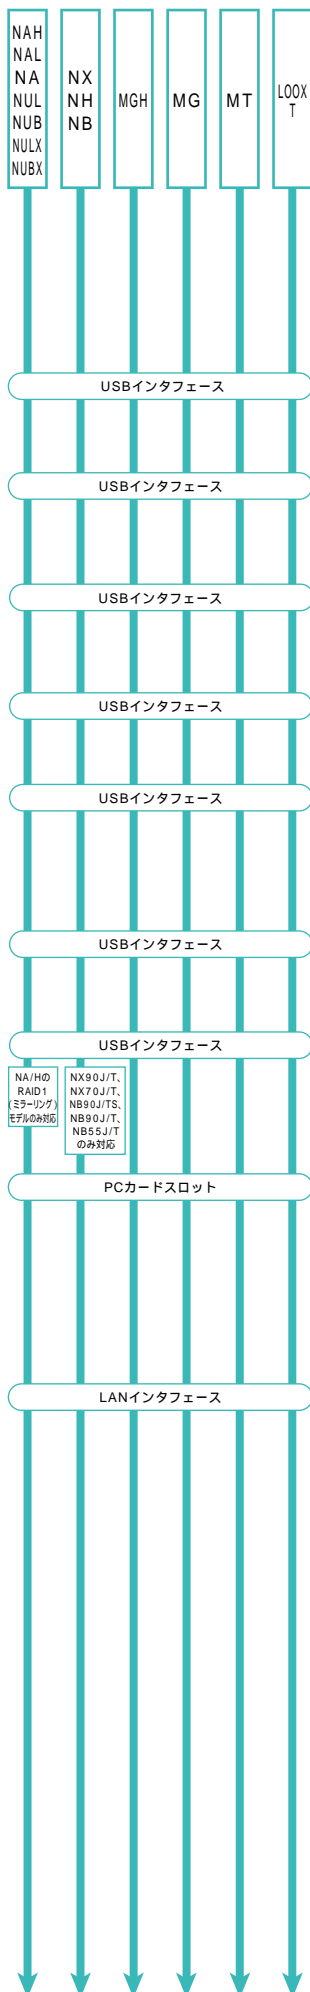 NAH
NAL
NA
NUL
NUB
NULX
NUBX
NX
NH
NB
MGH
MG
MT
LOOX
T
USBインタフェース
USBインタフェース
USBインタフェース
USBインタフェース
USBインタフェース
USBインタフェース
USBインタフェース
NA/Hの
RAID1
(ミラーリング)
モデルのみ対応
NX90J/T、
NX70J/T、
NB90J/TS、
NB90J/T、
NB55J/T
のみ対応
PCカードスロット
LANインタフェース